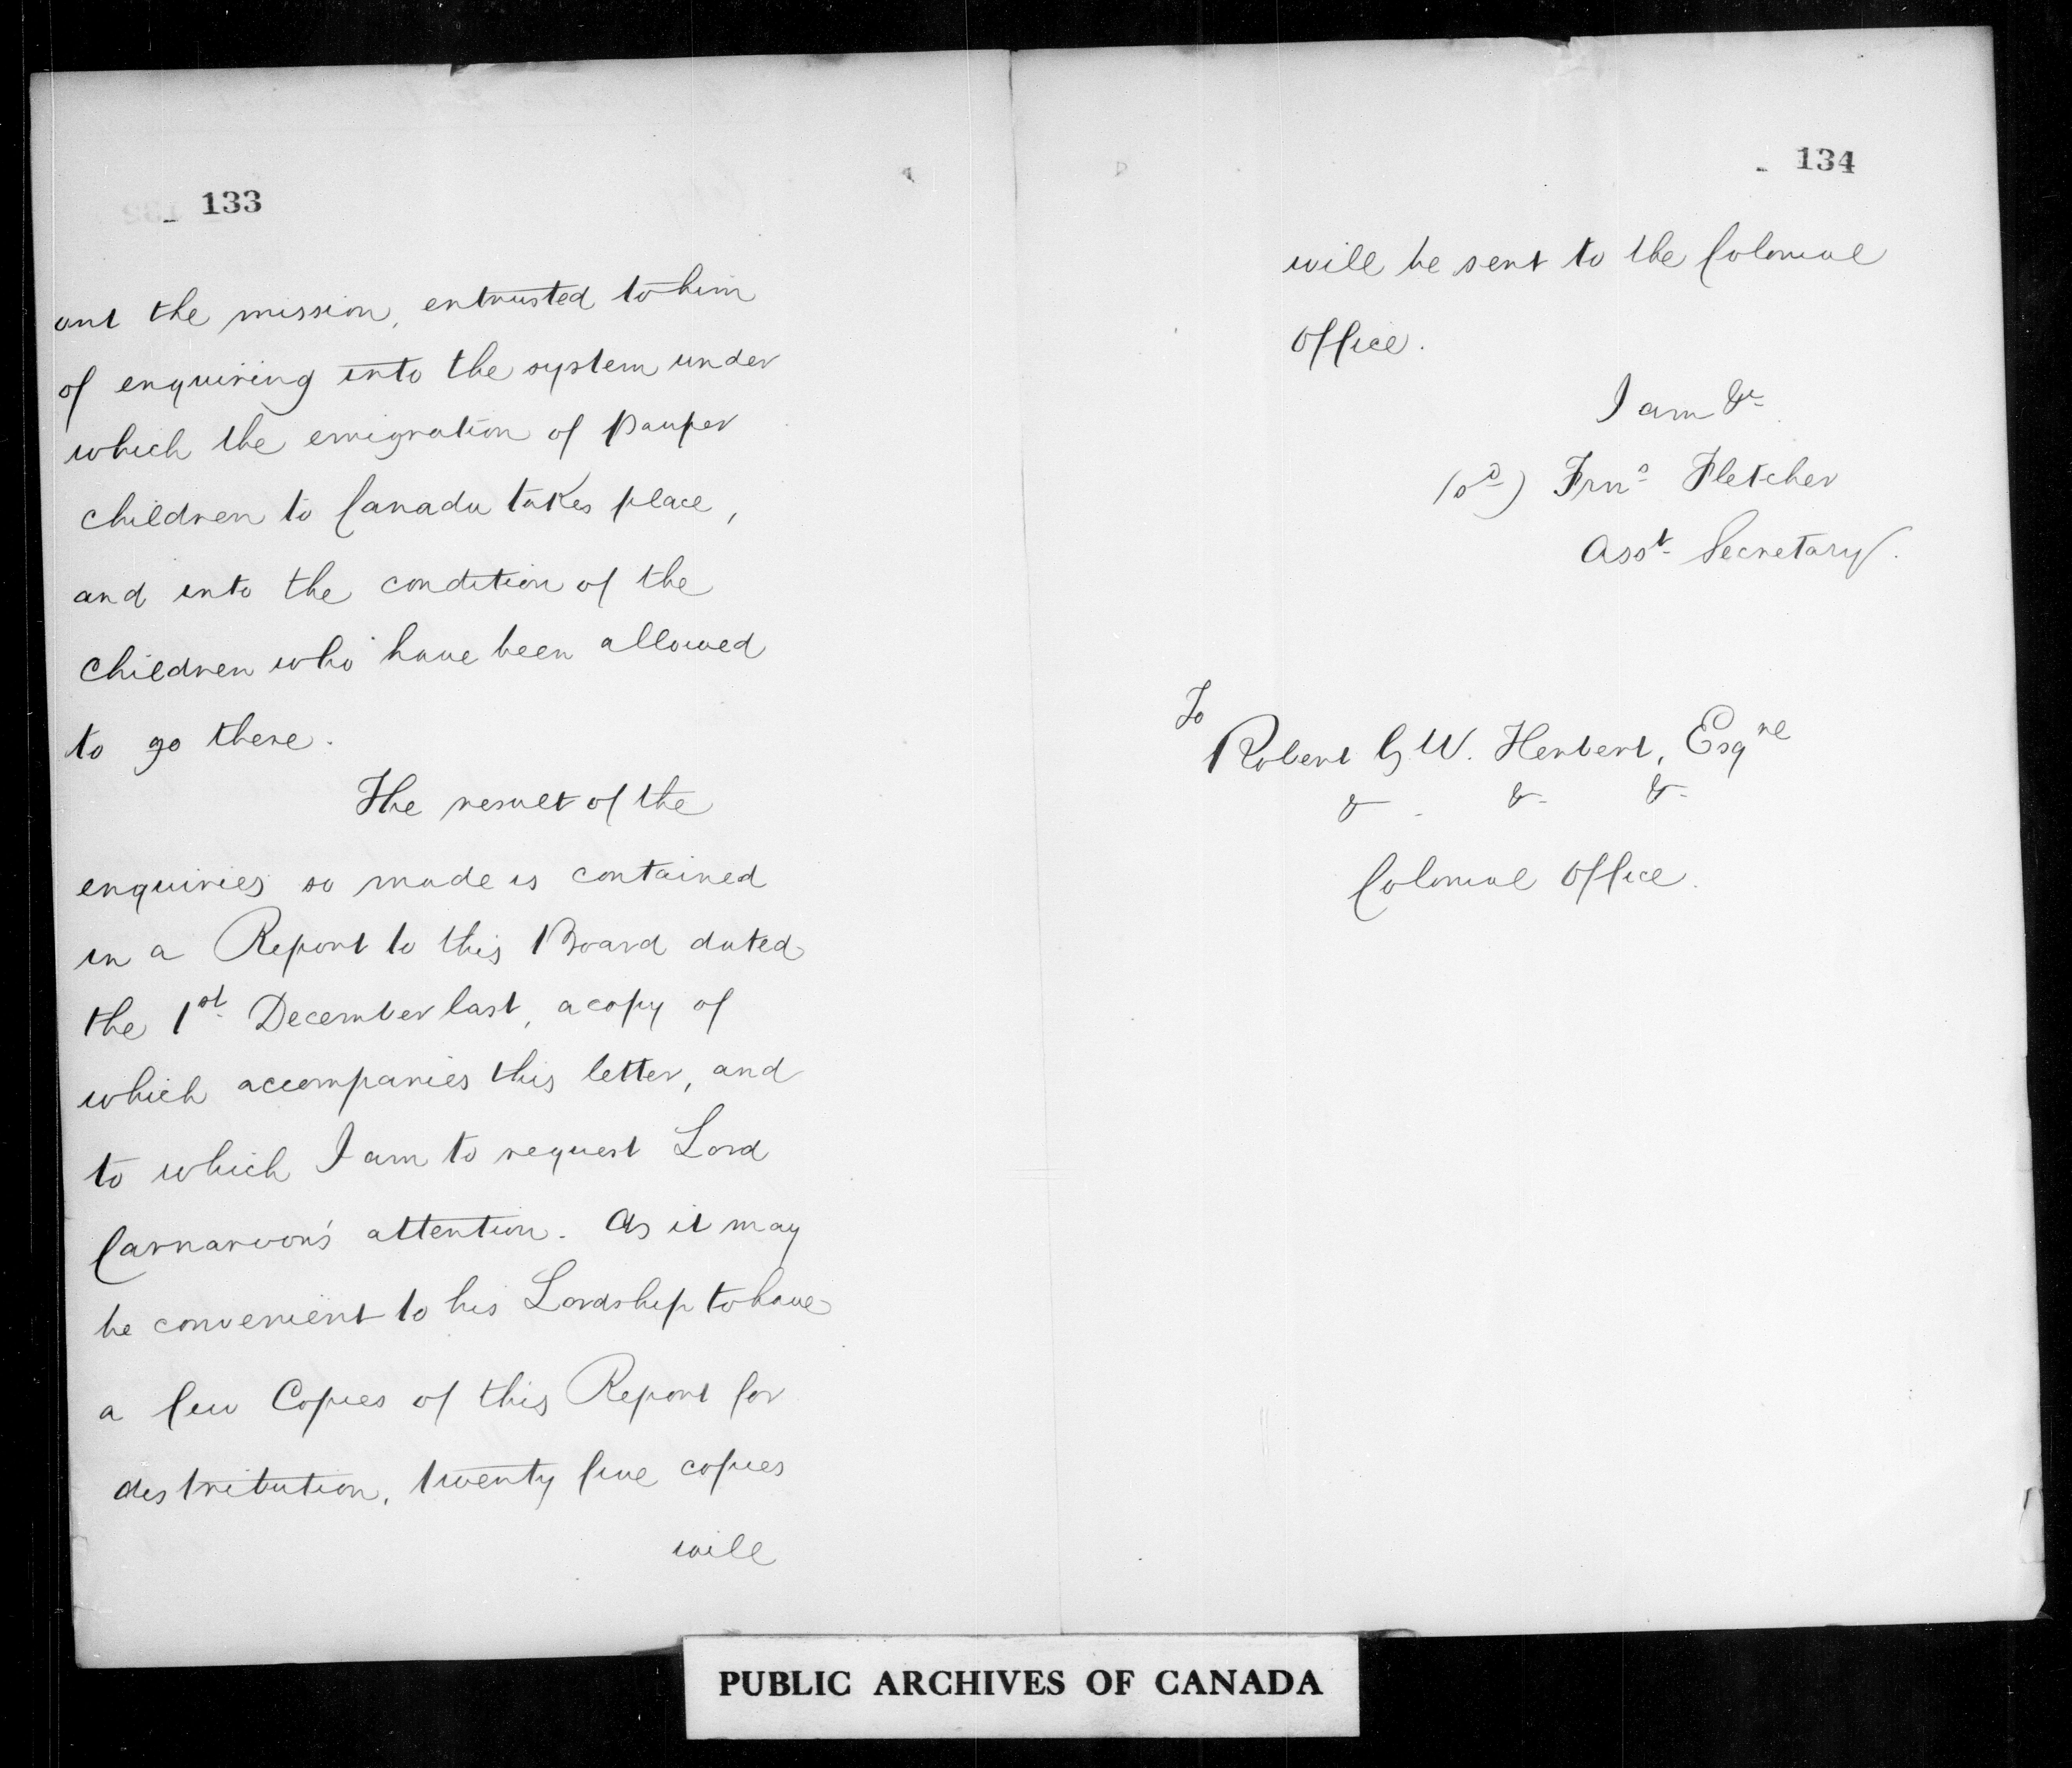 133
out the mission, entrusted to him
of enquiring into the system under
which the emigration of Pauper
children to Canada takes place,
and into the condition of the
children who have been allowed
to go there.
The result of the
enquiries so made is contained
in a Report to this Board dated
the 1st December last, a copy of
which accompanies this letter, and
to which I am to request Lord
Carnarvon's attention. As it may
be convenient to his Lordship to have
a few Copies of this Report for
distribution, twenty five copies
will
134
will be sent to the Colonial
Office.
I am &c
(sd) Frns Fletcher
Asst Secretary.
To
Robert G W. Herbert, Esqre
& & &
Colonial Office.
PUBLIC ARCHIVES OF CANADA